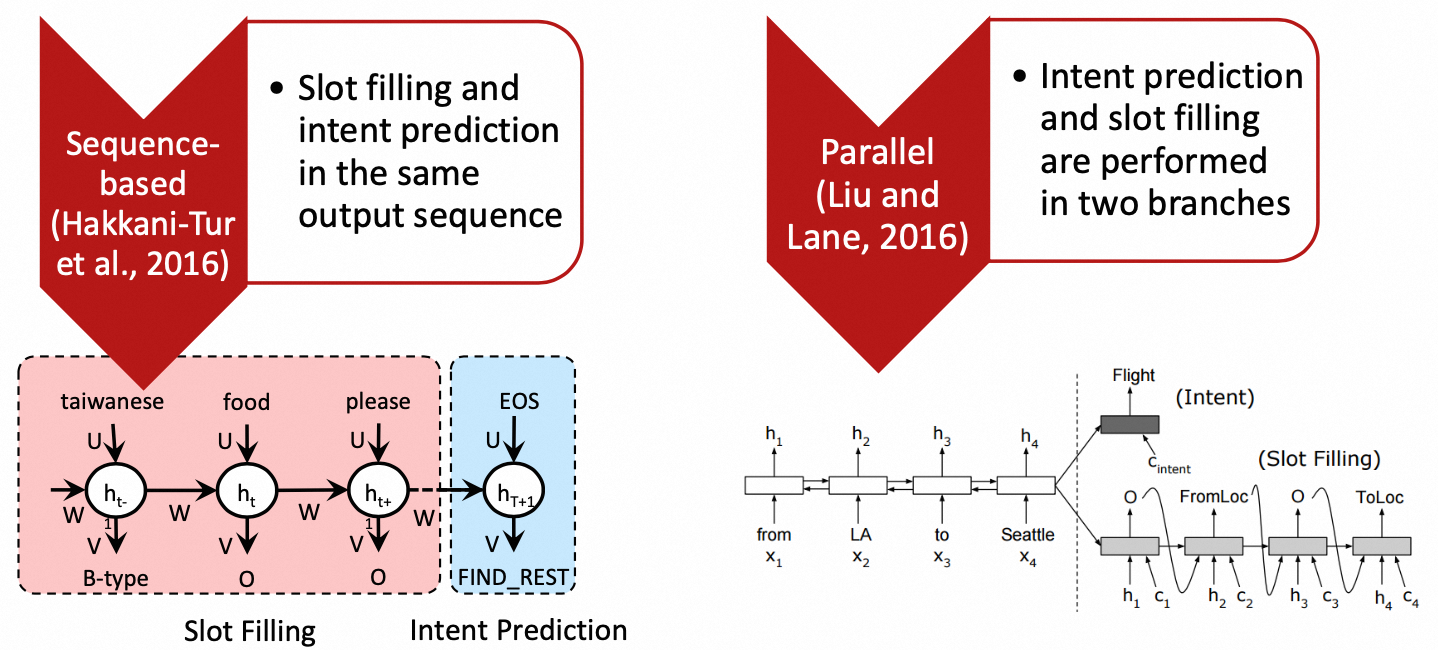 Sequence-
based
(Hakkani-Tur
et al., 2016)
• Slot filling and
intent prediction
in the same
output sequence
taiwanese food please EOS
U U U U
h_{t-1} h_t h_{t+1} h_{T+1}
W W W W
V V V V
B-type O O FIND_REST
Slot Filling Intent Prediction
Parallel
(Liu and
Lane, 2016)
• Intent prediction
and slot filling
are performed
in two branches
h_1 h_2 h_3 h_4
from LA to Seattle
x_1 x_2 x_3 x_4
Flight
(Intent)
c_{intent}
(Slot Filling)
O FromLoc O ToLoc
h_1 c_1 h_2 c_2 h_3 c_3 h_4 c_4